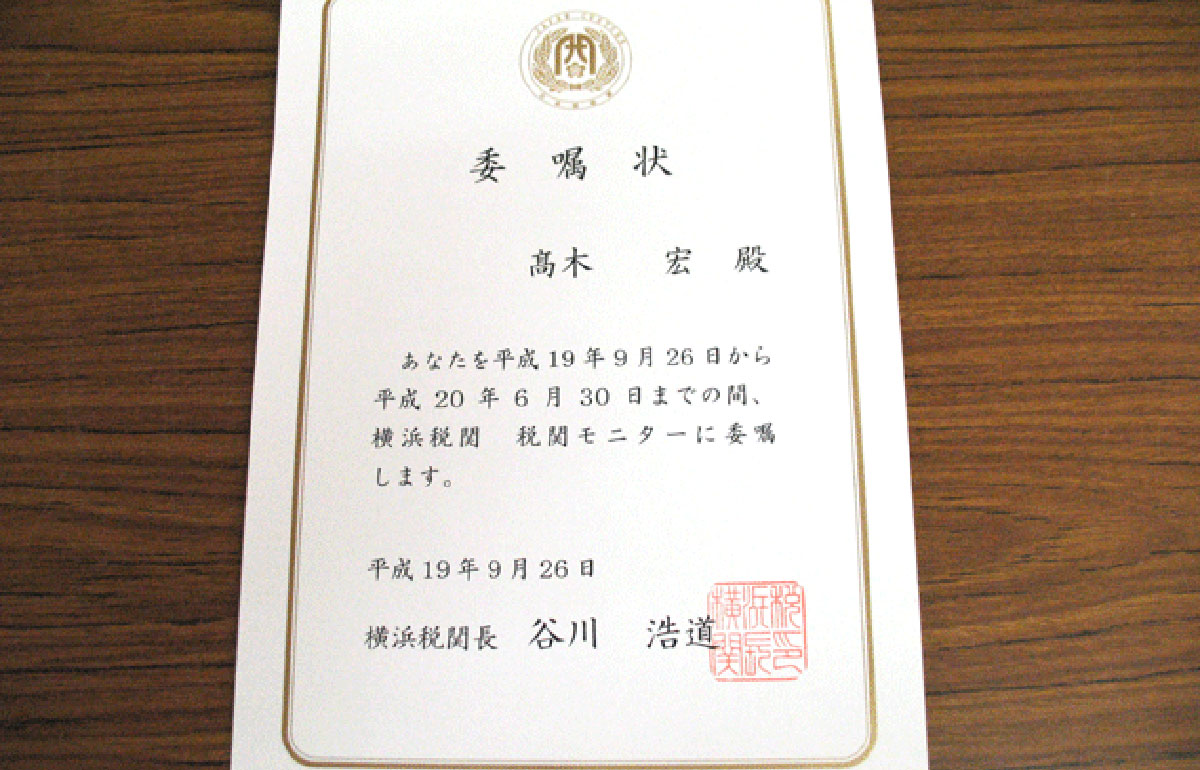 JAPAN CUSTOMS
委嘱状
髙木 宏 殿
あなたを平成19年9月26日から
平成20年6月30日までの間、
横浜税関 税関モニターに委嘱
します。
平成19年9月26日
横浜税関長 谷川 浩道